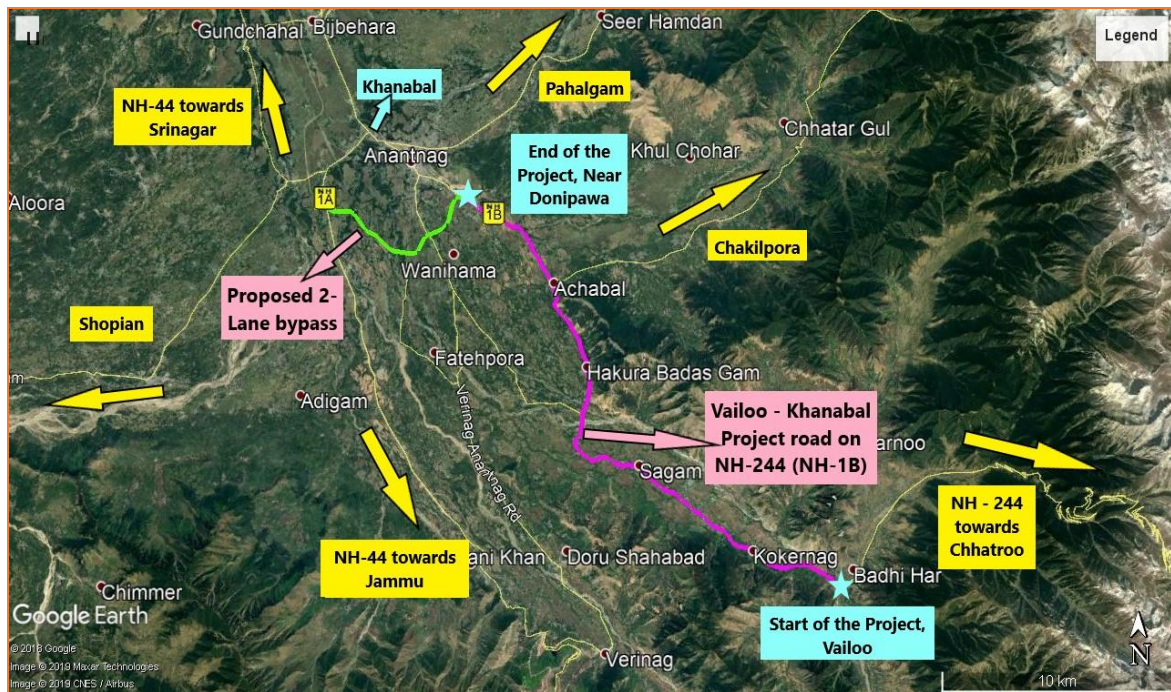 Gundchahal
Bijbehara
Seer Hamdan
Legend
Khanabal
Pahalgam
NH-44 towards
Srinagar
Chhatar Gul
Anantnag
End of the
Project, Near
Donipawa
Khul Chohar
Aloora
NH
1A
NH
1B
Chakilpora
Wanihama
Achabal
Proposed 2-
Lane bypass
Shopian
Fatehpora
Hakura Badas Gam
Adigam
Verinag-Anantnag Rd
Vailoo - Khanabal
Project road on
NH-244 (NH-1B)
arnoo
Sagam
NH - 244
towards
Chhatroo
NH-44 towards
Jammu
ani Khan
Doru Shahabad
Kokernag
Badhi Har
Chimmer
Google Earth
Start of the Project,
Vailoo
Verinag
N
10 km
© 2018 Google
Image © 2019 Maxar Technologies
Image © 2019 CNES / Airbus